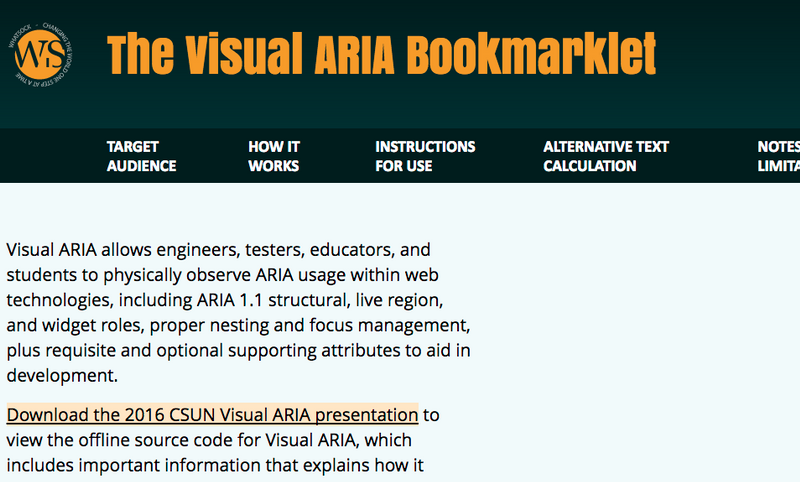 WHATSOCK - CHANGING THE WORLD ONE STEP AT A TIME
WS
The Visual ARIA Bookmarklet
TARGET AUDIENCE
HOW IT WORKS
INSTRUCTIONS FOR USE
ALTERNATIVE TEXT CALCULATION
NOTES
LIMITA
Visual ARIA allows engineers, testers, educators, and
students to physically observe ARIA usage within web
technologies, including ARIA 1.1 structural, live region,
and widget roles, proper nesting and focus management,
plus requisite and optional supporting attributes to aid in
development.
Download the 2016 CSUN Visual ARIA presentation to
view the offline source code for Visual ARIA, which
includes important information that explains how it